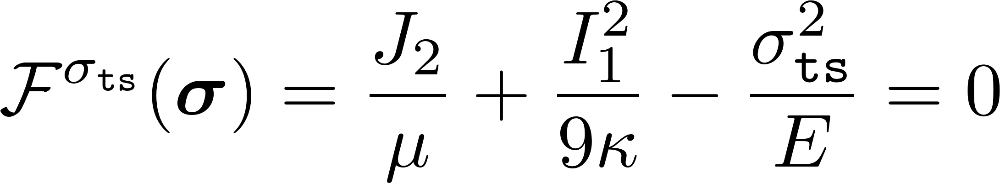 $\mathcal{F}^{\sigma_{\mathtt{ts}}}(\boldsymbol{\sigma}) = \frac{J_2}{\mu} + \frac{I_1^2}{9\kappa} - \frac{\sigma_{\mathtt{ts}}^2}{E} = 0$